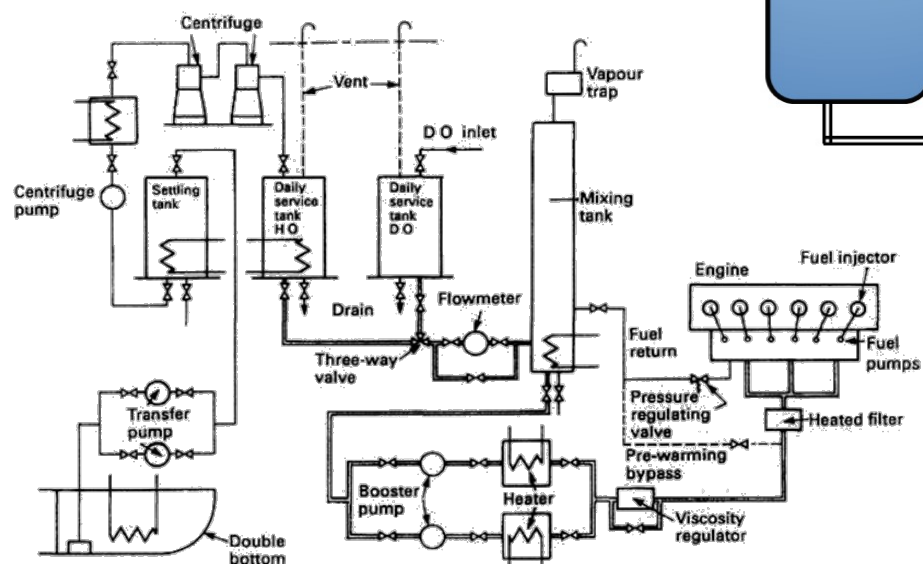 Centrifuge
Vent
Vapour
trap
D O inlet
Centrifuge
pump
Settling
tank
Daily
service
tank
H O
Daily
service
tank
D O
Mixing
tank
Engine
Fuel injector
Drain
Flowmeter
Three-way
valve
Fuel
return
Fuel
pumps
Pressure
regulating
valve
Heated filter
Transfer
pump
Pre-warming
bypass
Booster
pump
Heater
Viscosity
regulator
Double
bottom